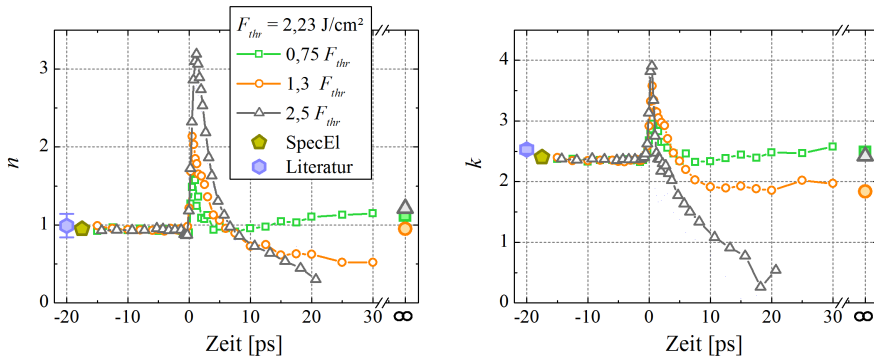 F_thr = 2,23 J/cm²
0,75 F_thr
1,3 F_thr
2,5 F_thr
SpecEl
Literatur
n
3
2
1
0
-20
-10
0
10
20
30
∞
Zeit [ps]
k
4
3
2
1
0
-20
-10
0
10
20
30
∞
Zeit [ps]